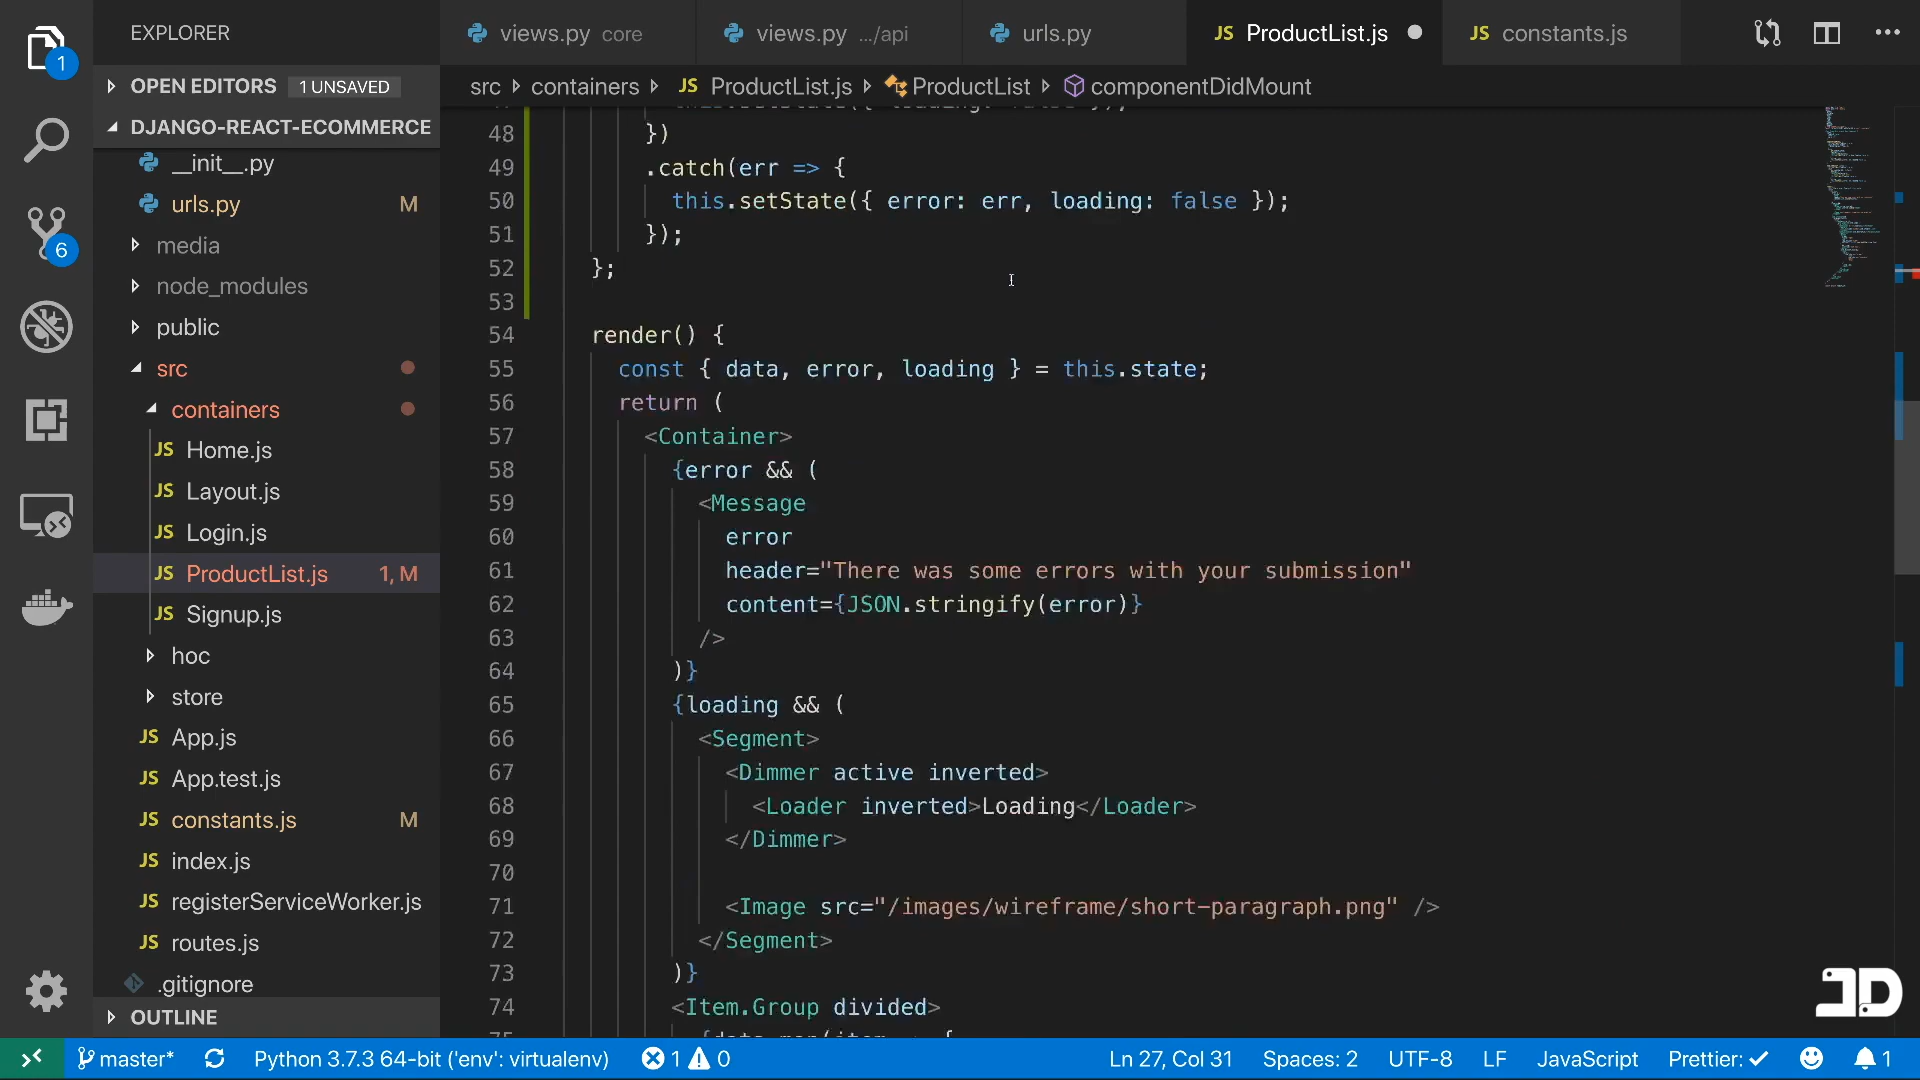 EXPLORER
views.py core
views.py .../api
urls.py
JS ProductList.js
JS constants.js
1
OPEN EDITORS 1 UNSAVED
src containers JS ProductList.js ProductList componentDidMount
DJANGO-REACT-ECOMMERCE
__init__.py
urls.py M
media
node_modules
public
src
containers
JS Home.js
JS Layout.js
JS Login.js
JS ProductList.js 1, M
JS Signup.js
hoc
store
JS App.js
JS App.test.js
JS constants.js M
JS index.js
JS registerServiceWorker.js
JS routes.js
.gitignore
OUTLINE
6
48 })
49 .catch(err => {
50 this.setState({ error: err, loading: false });
51 });
52 };
53
54 render() {
55 const { data, error, loading } = this.state;
56 return (
57 <Container>
58 {error && (
59 <Message
60 error
61 header="There was some errors with your submission"
62 content={JSON.stringify(error)}
63 />
64 )}
65 {loading && (
66 <Segment>
67 <Dimmer active inverted>
68 <Loader inverted>Loading</Loader>
69 </Dimmer>
70
71 <Image src="/images/wireframe/short-paragraph.png" />
72 </Segment>
73 )}
74 <Item.Group divided>
JD
master* Python 3.7.3 64-bit ('env': virtualenv) 1 0 Ln 27, Col 31 Spaces: 2 UTF-8 LF JavaScript Prettier: ✓ 1